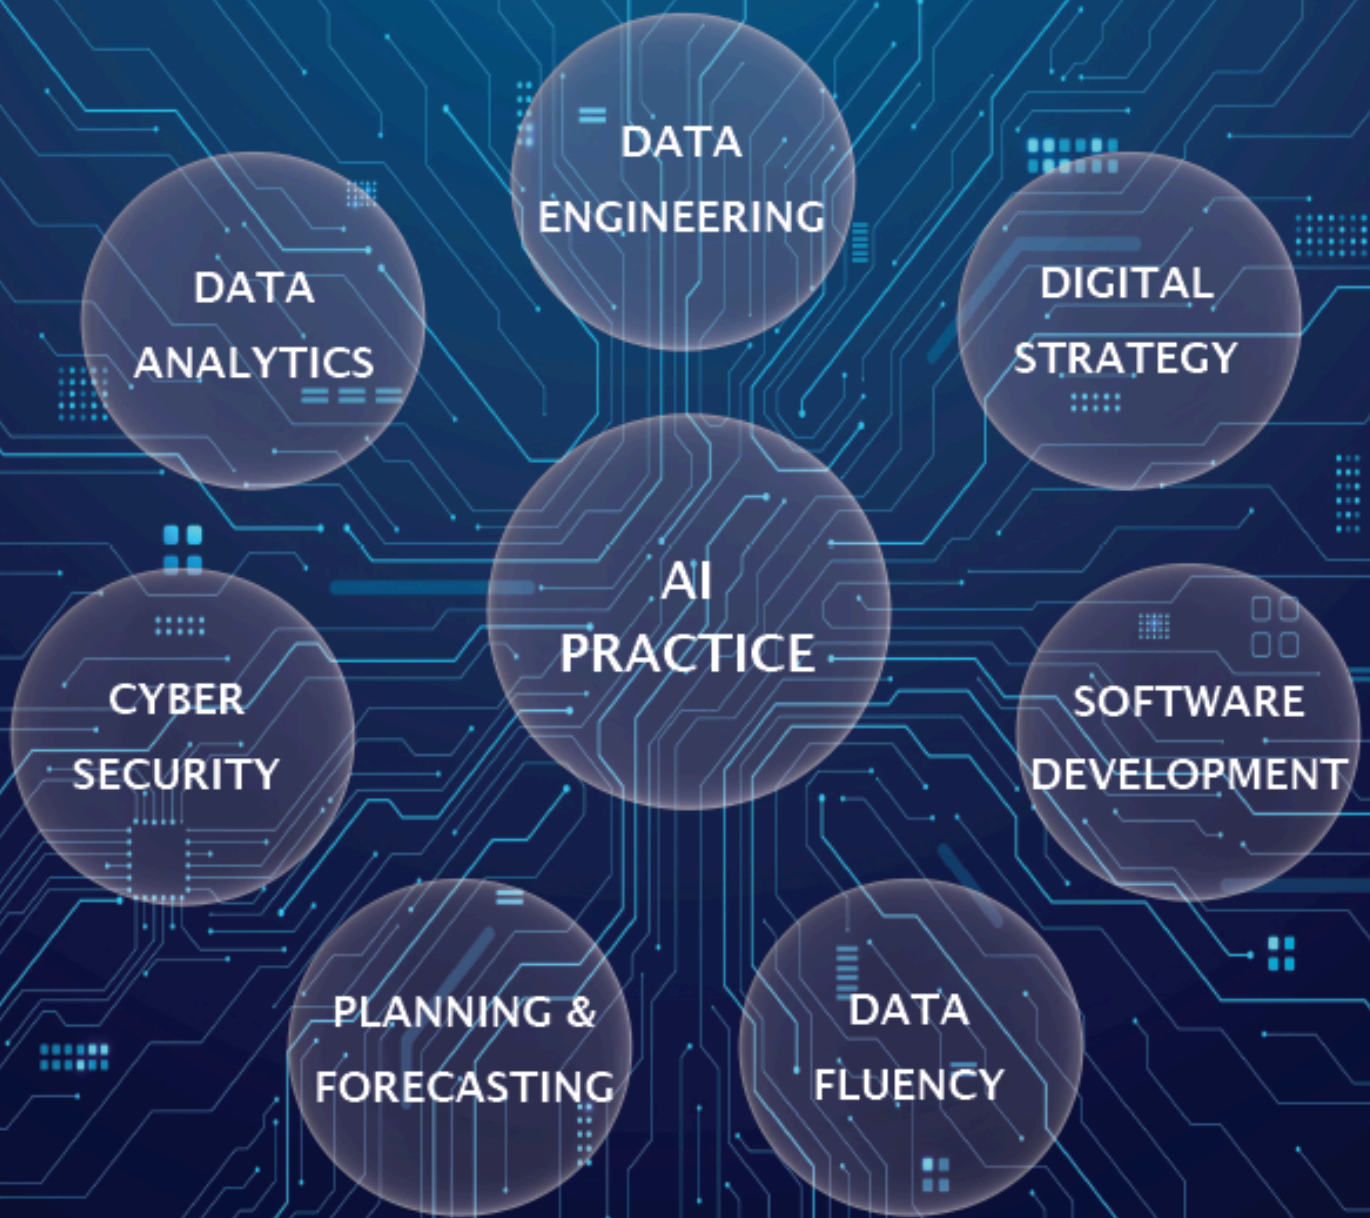 DATA
ENGINEERING
DATA
ANALYTICS
DIGITAL
STRATEGY
AI
PRACTICE
CYBER
SECURITY
SOFTWARE
DEVELOPMENT
PLANNING &
FORECASTING
DATA
FLUENCY